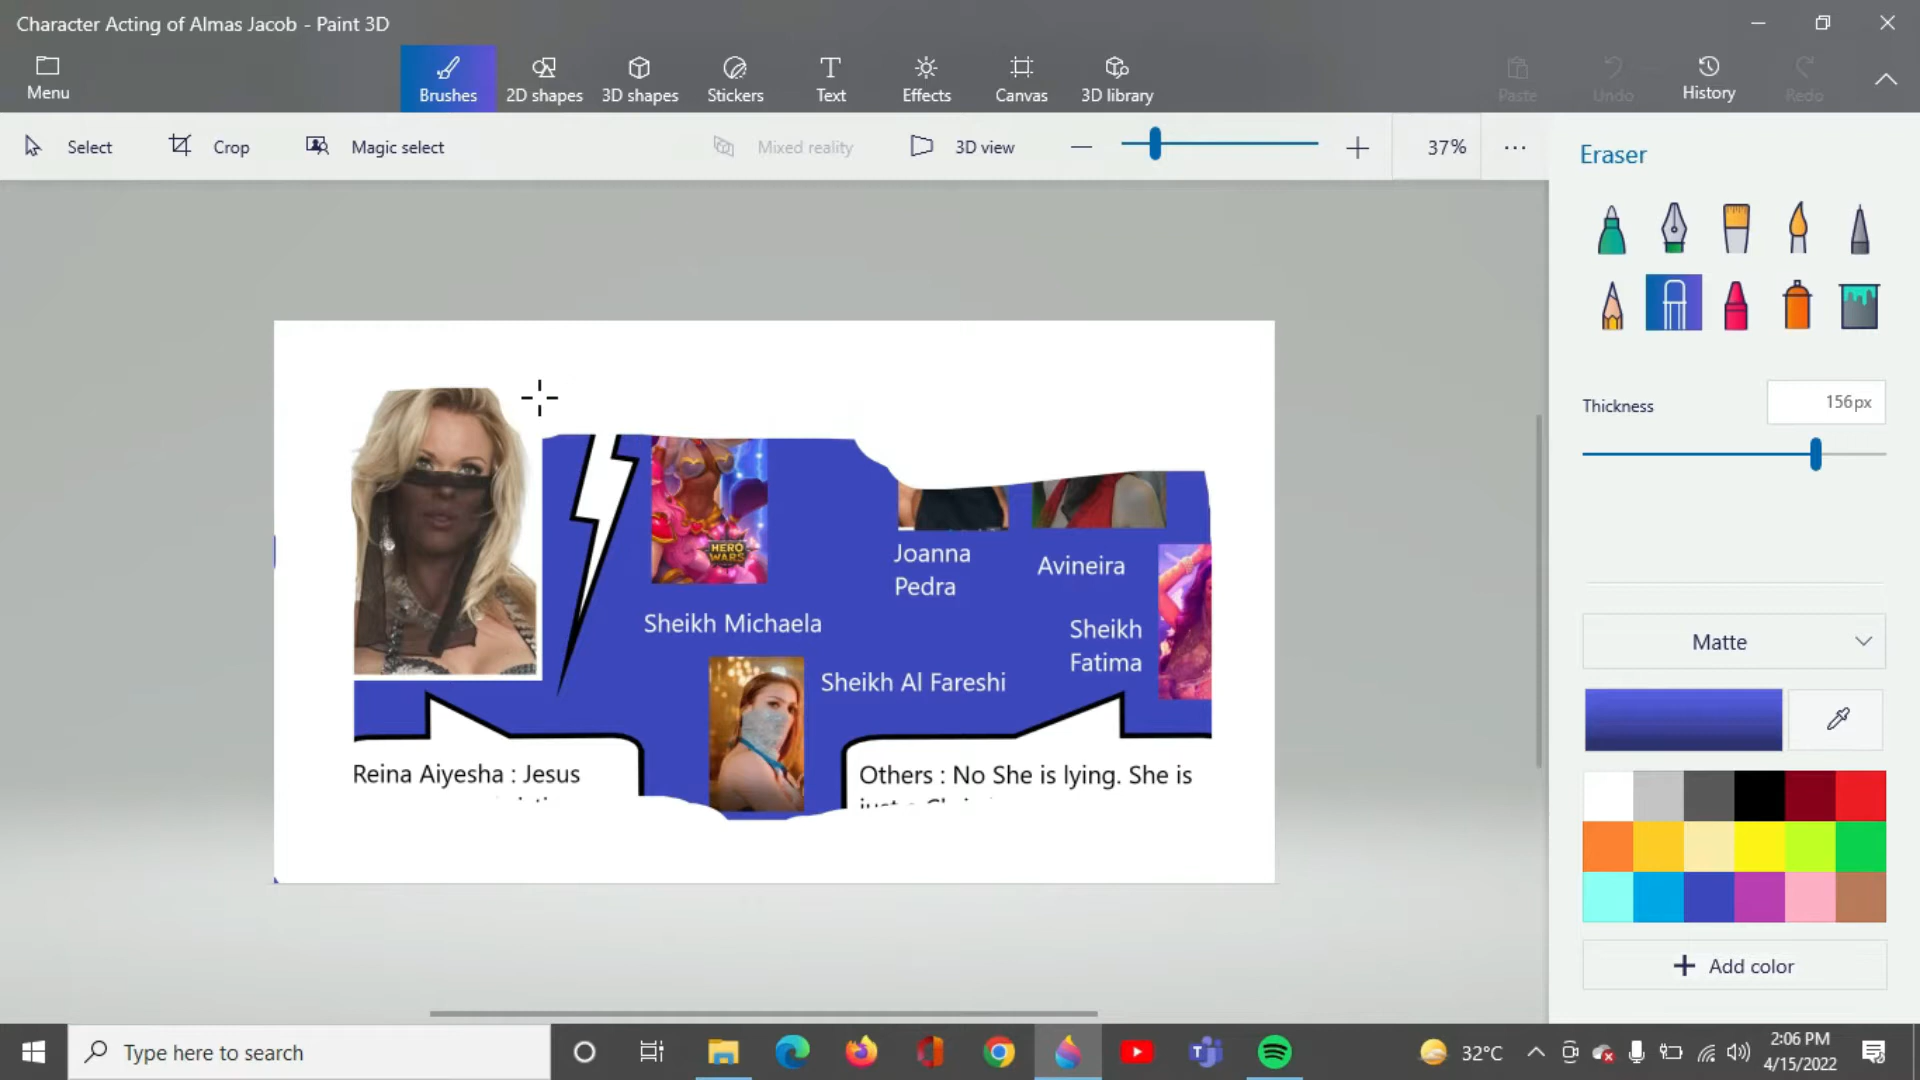 Character Acting of Almas Jacob - Paint 3D
Menu
Brushes
2D shapes
3D shapes
Stickers
Text
Effects
Canvas
3D library
Paste
Undo
History
Redo
Select
Crop
Magic select
Mixed reality
3D view
37%
Eraser
Thickness
156px
Matte
Add color
HERO
WARS
Joanna
Pedra
Avineira
Sheikh Michaela
Sheikh
Fatima
Sheikh Al Fareshi
Reina Aiyesha : Jesus
Others : No She is lying. She is
Type here to search
32°C
2:06 PM
4/15/2022